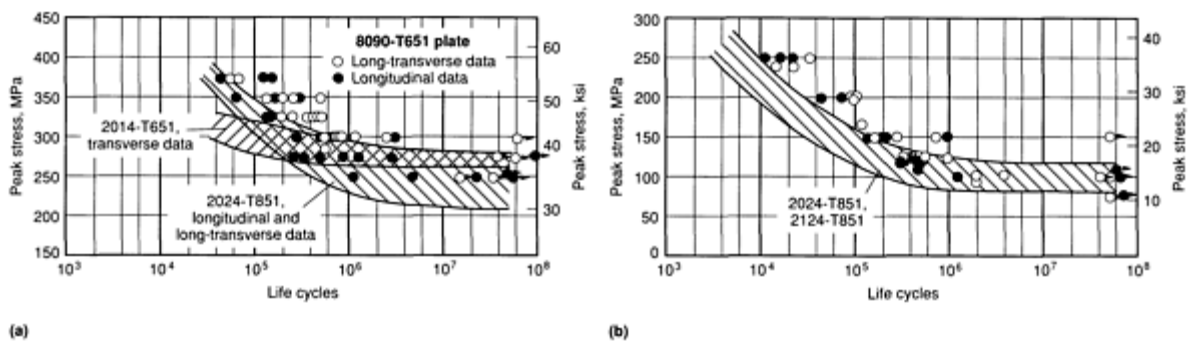 450
400
350
300
250
200
150
Peak stress, MPa
8090-T651 plate
Long-transverse data
Longitudinal data
2014-T651,
transverse data
2024-T851,
longitudinal and
long-transverse data
60
50
40
30
Peak stress, ksi
10³ 10⁴ 10⁵ 10⁶ 10⁷ 10⁸
Life cycles
(a)
300
250
200
150
100
50
0
Peak stress, MPa
2024-T851,
2124-T851
40
30
20
10
Peak stress, ksi
10³ 10⁴ 10⁵ 10⁶ 10⁷ 10⁸
Life cycles
(b)